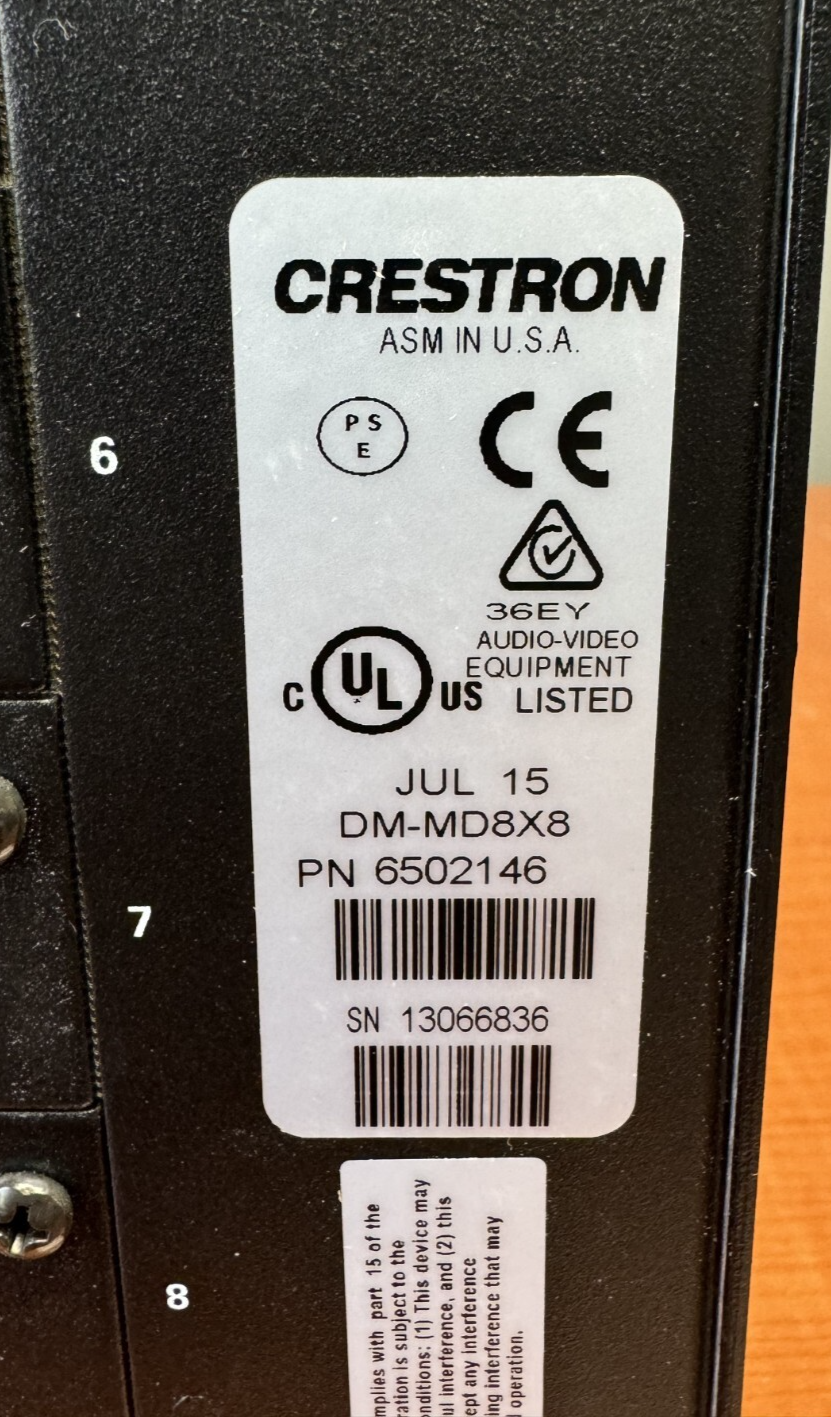 CRESTRON
ASM IN U.S.A.
P S
E
CE
6
36EY
AUDIO-VIDEO
EQUIPMENT
C UL US LISTED
JUL 15
DM-MD8X8
PN 6502146
7
SN 13066836
8
mplies with part 15 of the
ration is subject to the
onditions: (1) This device may
ul interference, and (2) this
ept any interference
ing interference that may
operation.